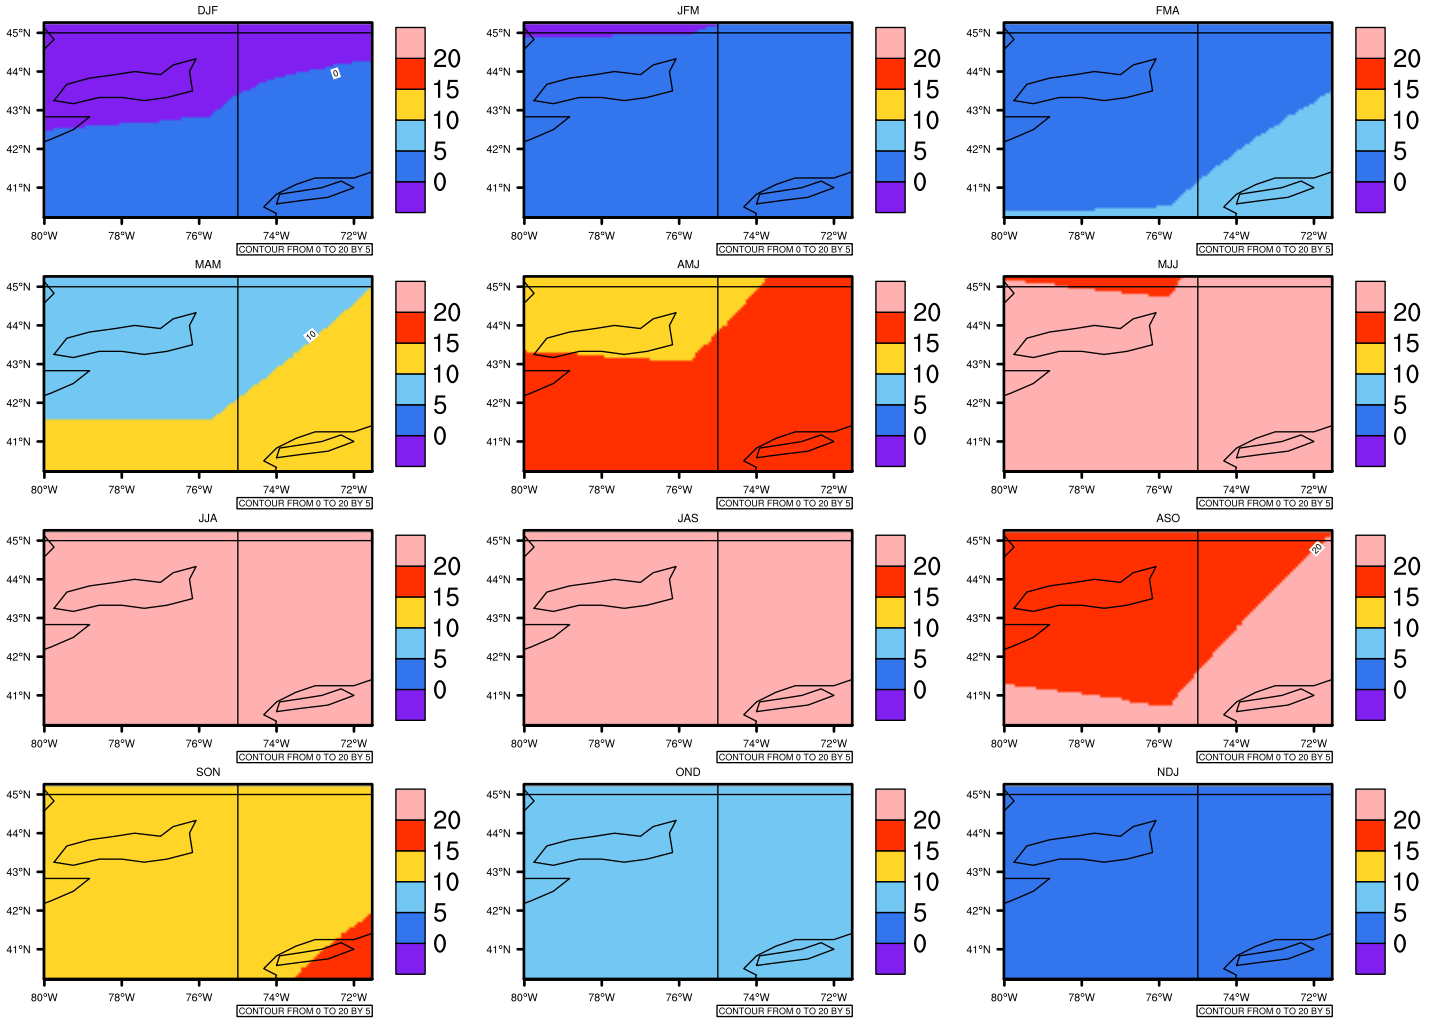 DJF JFM FMA
45°N 20 45°N 20 45°N 20
44°N 0 15 44°N 15 44°N 15
43°N 10 43°N 10 43°N 10
42°N 5 42°N 5 42°N 5
41°N 0 41°N 0 41°N 0
80°W 78°W 76°W 74°W 72°W 80°W 78°W 76°W 74°W 72°W 80°W 78°W 76°W 74°W 72°W
CONTOUR FROM 0 TO 20 BY 5 CONTOUR FROM 0 TO 20 BY 5 CONTOUR FROM 0 TO 20 BY 5
MAM AMJ MJJ
45°N 20 45°N 20 45°N 20
44°N 10 15 44°N 15 44°N 15
43°N 10 43°N 10 43°N 10
42°N 5 42°N 5 42°N 5
41°N 0 41°N 0 41°N 0
80°W 78°W 76°W 74°W 72°W 80°W 78°W 76°W 74°W 72°W 80°W 78°W 76°W 74°W 72°W
CONTOUR FROM 0 TO 20 BY 5 CONTOUR FROM 0 TO 20 BY 5 CONTOUR FROM 0 TO 20 BY 5
JJA JAS ASO
45°N 20 45°N 20 45°N 20 20
44°N 15 44°N 15 44°N 15
43°N 10 43°N 10 43°N 10
42°N 5 42°N 5 42°N 5
41°N 0 41°N 0 41°N 0
80°W 78°W 76°W 74°W 72°W 80°W 78°W 76°W 74°W 72°W 80°W 78°W 76°W 74°W 72°W
CONTOUR FROM 0 TO 20 BY 5 CONTOUR FROM 0 TO 20 BY 5 CONTOUR FROM 0 TO 20 BY 5
SON OND NDJ
45°N 20 45°N 20 45°N 20
44°N 15 44°N 15 44°N 15
43°N 10 43°N 10 43°N 10
42°N 5 42°N 5 42°N 5
41°N 0 41°N 0 41°N 0
80°W 78°W 76°W 74°W 72°W 80°W 78°W 76°W 74°W 72°W 80°W 78°W 76°W 74°W 72°W
CONTOUR FROM 0 TO 20 BY 5 CONTOUR FROM 0 TO 20 BY 5 CONTOUR FROM 0 TO 20 BY 5